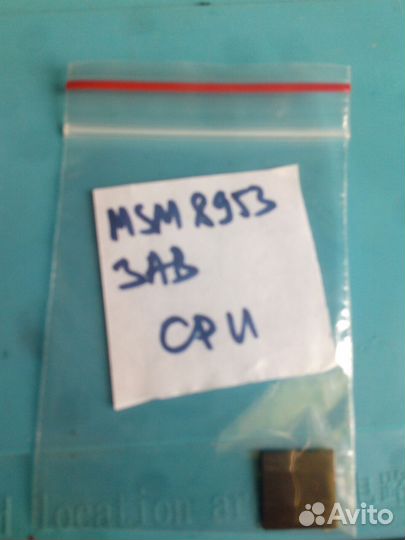 MSM 8953
3AB
CPU
d location ar
Avito